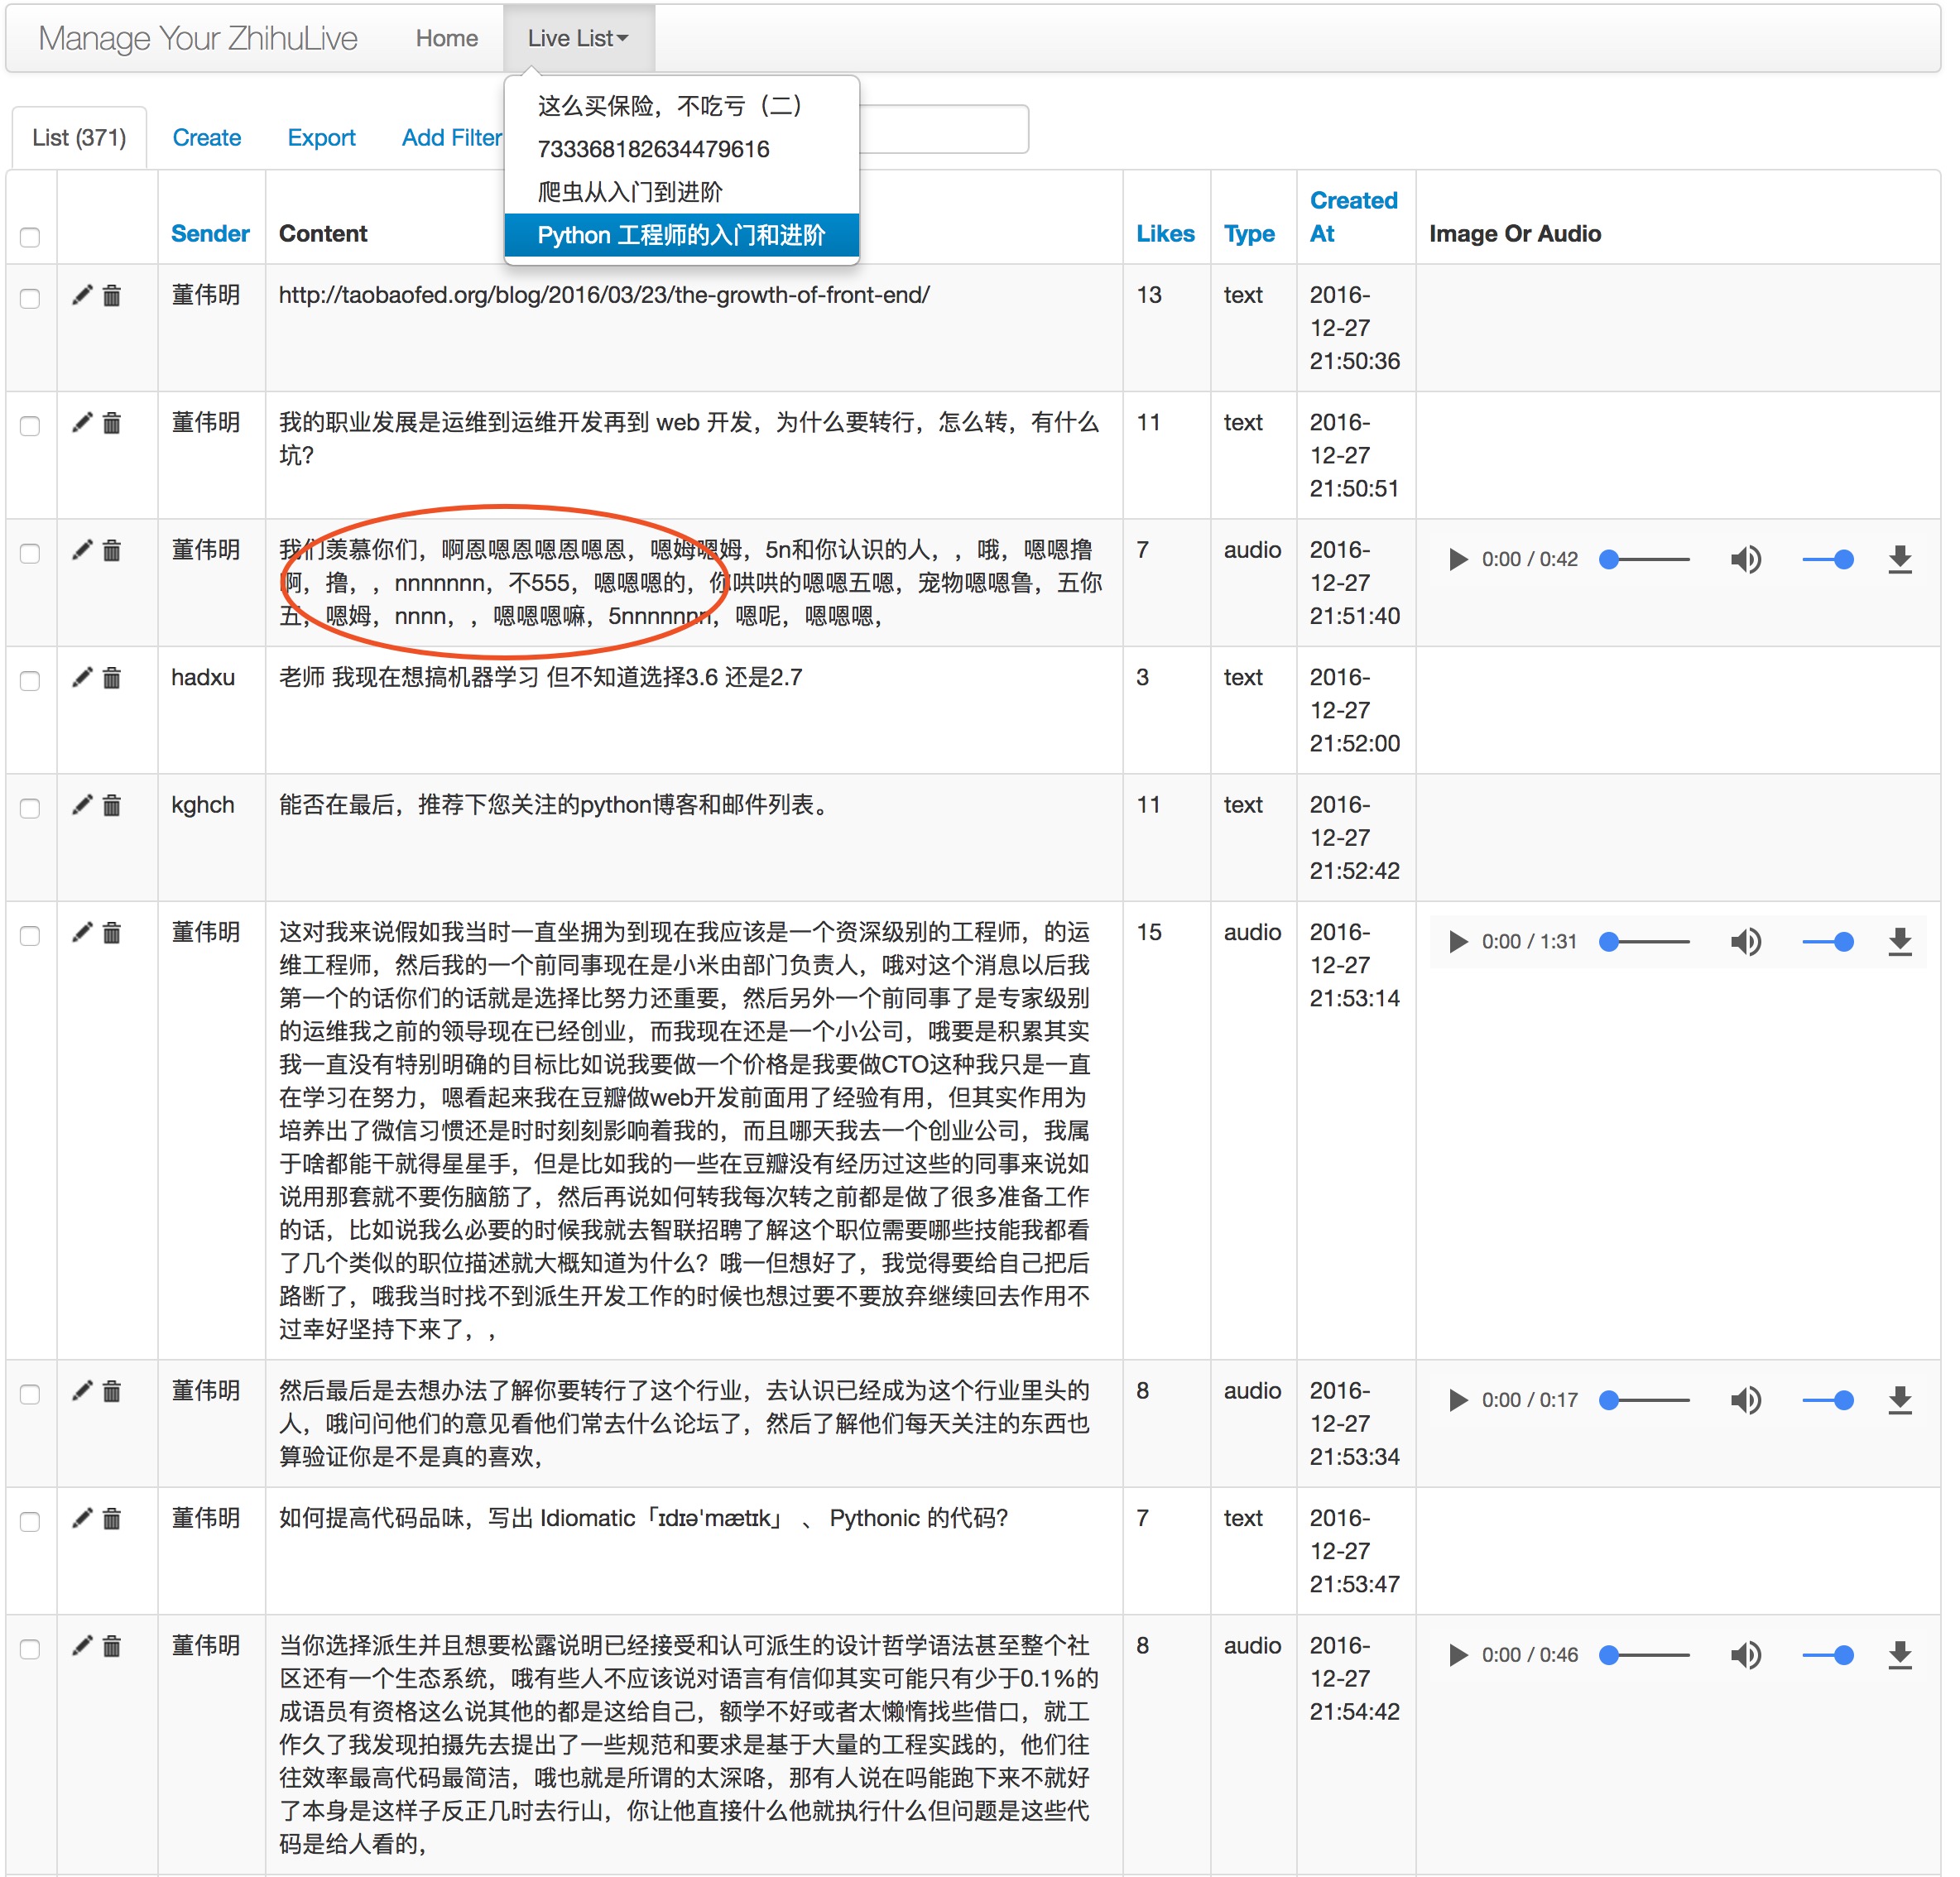 Manage Your ZhihuLive Home Live List
这么买保险，不吃亏（二）
733368182634479616
爬虫从入门到进阶
Python 工程师的入门和进阶
List (371) Create Export Add Filter
Sender Content Likes Type Created At Image Or Audio
董伟明 http://taobaofed.org/blog/2016/03/23/the-growth-of-front-end/ 13 text 2016-
12-27
21:50:36
董伟明 我的职业发展是运维到运维开发再到 web 开发，为什么要转行，怎么转，有什么 11 text 2016-
坑？ 12-27
21:50:51
董伟明 我们羡慕你们，啊恩嗯恩嗯恩嗯恩，嗯姆嗯姆，5n和你认识的人，，哦，嗯嗯撸 7 audio 2016- 0:00 / 0:42
啊，撸，，nnnnnnn，不555，嗯嗯嗯的，你哄哄的嗯嗯五嗯，宠物嗯嗯鲁，五你 12-27
五，嗯姆，nnnn，，嗯嗯嗯嘛，5nnnnnnn，嗯呢，嗯嗯嗯， 21:51:40
hadxu 老师 我现在想搞机器学习 但不知道选择3.6 还是2.7 3 text 2016-
12-27
21:52:00
kghch 能否在最后，推荐下您关注的python博客和邮件列表。 11 text 2016-
12-27
21:52:42
董伟明 这对我来说假如我当时一直坐拥为到现在我应该是一个资深级别的工程师，的运 15 audio 2016- 0:00 / 1:31
维工程师，然后我的一个前同事现在是小米由部门负责人，哦对这个消息以后我 12-27
第一个的话你们的话就是选择比努力还重要，然后另外一个前同事了是专家级别 21:53:14
的运维我之前的领导现在已经创业，而我现在还是一个小公司，哦要是积累其实
我一直没有特别明确的目标比如说我要做一个价格是我要做CTO这种我只是一直
在学习在努力，嗯看起来我在豆瓣做web开发前面用了经验有用，但其实作用为
培养出了微信习惯还是时时刻刻影响着我的，而且哪天我去一个创业公司，我属
于啥都能干就得星星手，但是比如我的一些在豆瓣没有经历过这些的同事来说如
说用那套就不要伤脑筋了，然后再说如何转我每次转之前都是做了很多准备工作
的话，比如说我么必要的时候我就去智联招聘了解这个职位需要哪些技能我都看
了几个类似的职位描述就大概知道为什么？哦一但想好了，我觉得要给自己把后
路断了，哦我当时找不到派生开发工作的时候也想过要不要放弃继续回去作用不
过幸好坚持下来了，，
董伟明 然后最后是去想办法了解你要转行了这个行业，去认识已经成为这个行业里头的 8 audio 2016- 0:00 / 0:17
人，哦问问他们的意见看他们常去什么论坛了，然后了解他们每天关注的东西也 12-27
算验证你是不是真的喜欢， 21:53:34
董伟明 如何提高代码品味，写出 Idiomatic「ɪdɪə'mætɪk」 、 Pythonic 的代码？ 7 text 2016-
12-27
21:53:47
董伟明 当你选择派生并且想要松露说明已经接受和认可派生的设计哲学语法甚至整个社 8 audio 2016- 0:00 / 0:46
区还有一个生态系统，哦有些人不应该说对语言有信仰其实可能只有少于0.1%的 12-27
成语员有资格这么说其他的都是这给自己，额学不好或者太懒惰找些借口，就工 21:54:42
作久了我发现拍摄先去提出了一些规范和要求是基于大量的工程实践的，他们往
往效率最高代码最简洁，哦也就是所谓的太深咯，那有人说在吗能跑下来不就好
了本身是这样子反正几时去行山，你让他直接什么他就执行什么但问题是这些代
码是给人看的，